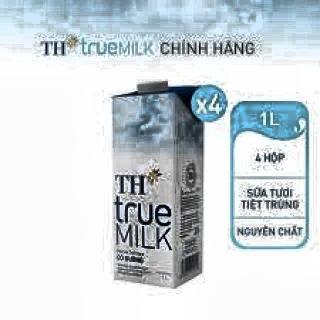 TH true MILK CHÍNH HÃNG
x4
1L
4 HỘP
SỮA TƯƠI
TIỆT TRÙNG
NGUYÊN CHẤT
TH
true
MILK
CÓ ĐƯỜNG